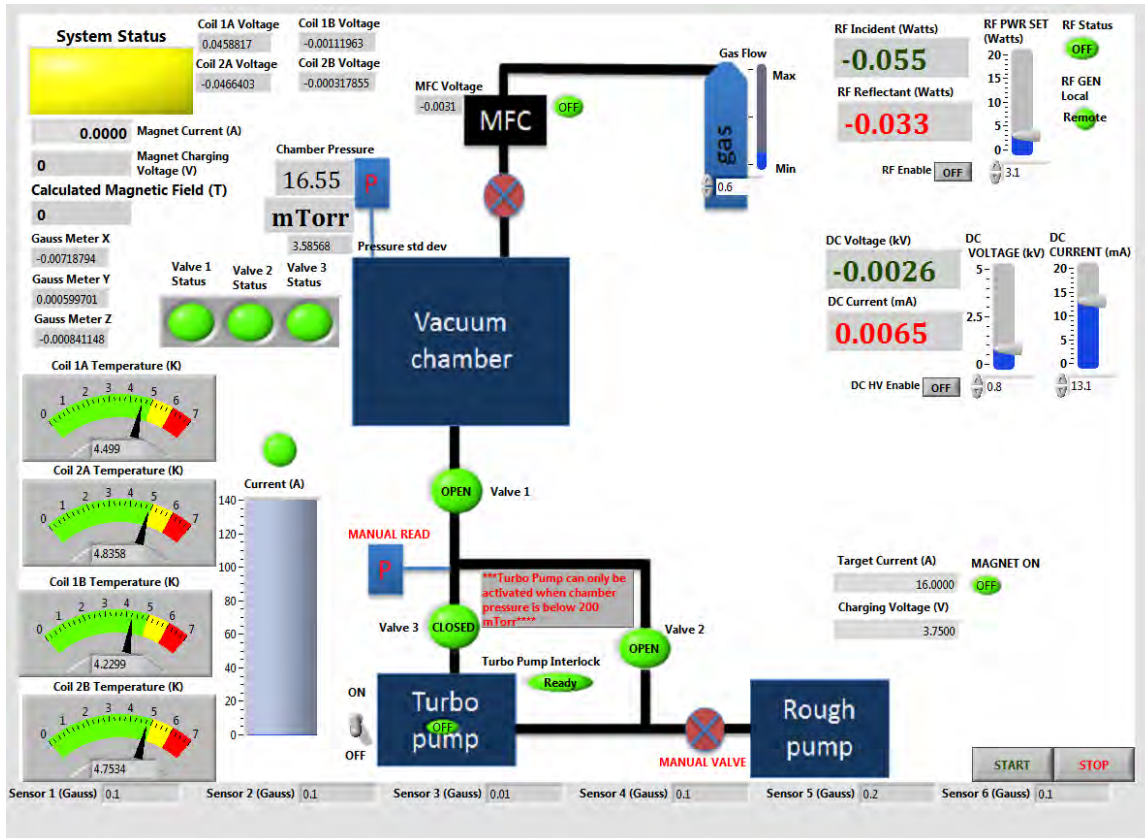 System Status
Coil 1A Voltage
0.0458817
Coil 1B Voltage
-0.00111963
Coil 2A Voltage
-0.0466403
Coil 2B Voltage
-0.000317855
0.0000 Magnet Current (A)
0 Magnet Charging
Voltage (V)
Calculated Magnetic Field (T)
0
Gauss Meter X
-0.00718794
Gauss Meter Y
0.000599701
Gauss Meter Z
-0.000841148
Chamber Pressure
16.55
P
mTorr
3.58568 Pressure std dev
Valve 1
Status
Valve 2
Status
Valve 3
Status
MFC Voltage
-0.0031
MFC
OFF
Gas Flow
Max
Min
gas
0.6
RF Incident (Watts)
-0.055
RF Reflectant (Watts)
-0.033
RF Enable OFF
RF PWR SET
(Watts)
20
15
10
5
0
3.1
RF Status
OFF
RF GEN
Local
Remote
DC Voltage (kV)
-0.0026
DC Current (mA)
0.0065
DC HV Enable OFF
DC
VOLTAGE (kV)
5
2.5
0
0.8
DC
CURRENT (mA)
20
15
10
5
0
13.1
Vacuum
chamber
Coil 1A Temperature (K)
0 1 2 3 4 5 6 7
4.499
Coil 2A Temperature (K)
0 1 2 3 4 5 6 7
4.8358
Coil 1B Temperature (K)
0 1 2 3 4 5 6 7
4.2299
Coil 2B Temperature (K)
0 1 2 3 4 5 6 7
4.7534
Current (A)
140
120
100
80
60
40
20
0
OPEN Valve 1
MANUAL READ
P
***Turbo Pump can only be
activated when chamber
pressure is below 200
mTorr****
Valve 3 CLOSED
Valve 2
OPEN
Turbo Pump Interlock
Ready
ON
OFF
Turbo
pump
OFF
MANUAL VALVE
Rough
pump
Target Current (A)
16.0000
MAGNET ON
OFF
Charging Voltage (V)
3.7500
START
STOP
Sensor 1 (Gauss) 0.1
Sensor 2 (Gauss) 0.1
Sensor 3 (Gauss) 0.01
Sensor 4 (Gauss) 0.1
Sensor 5 (Gauss) 0.2
Sensor 6 (Gauss) 0.1